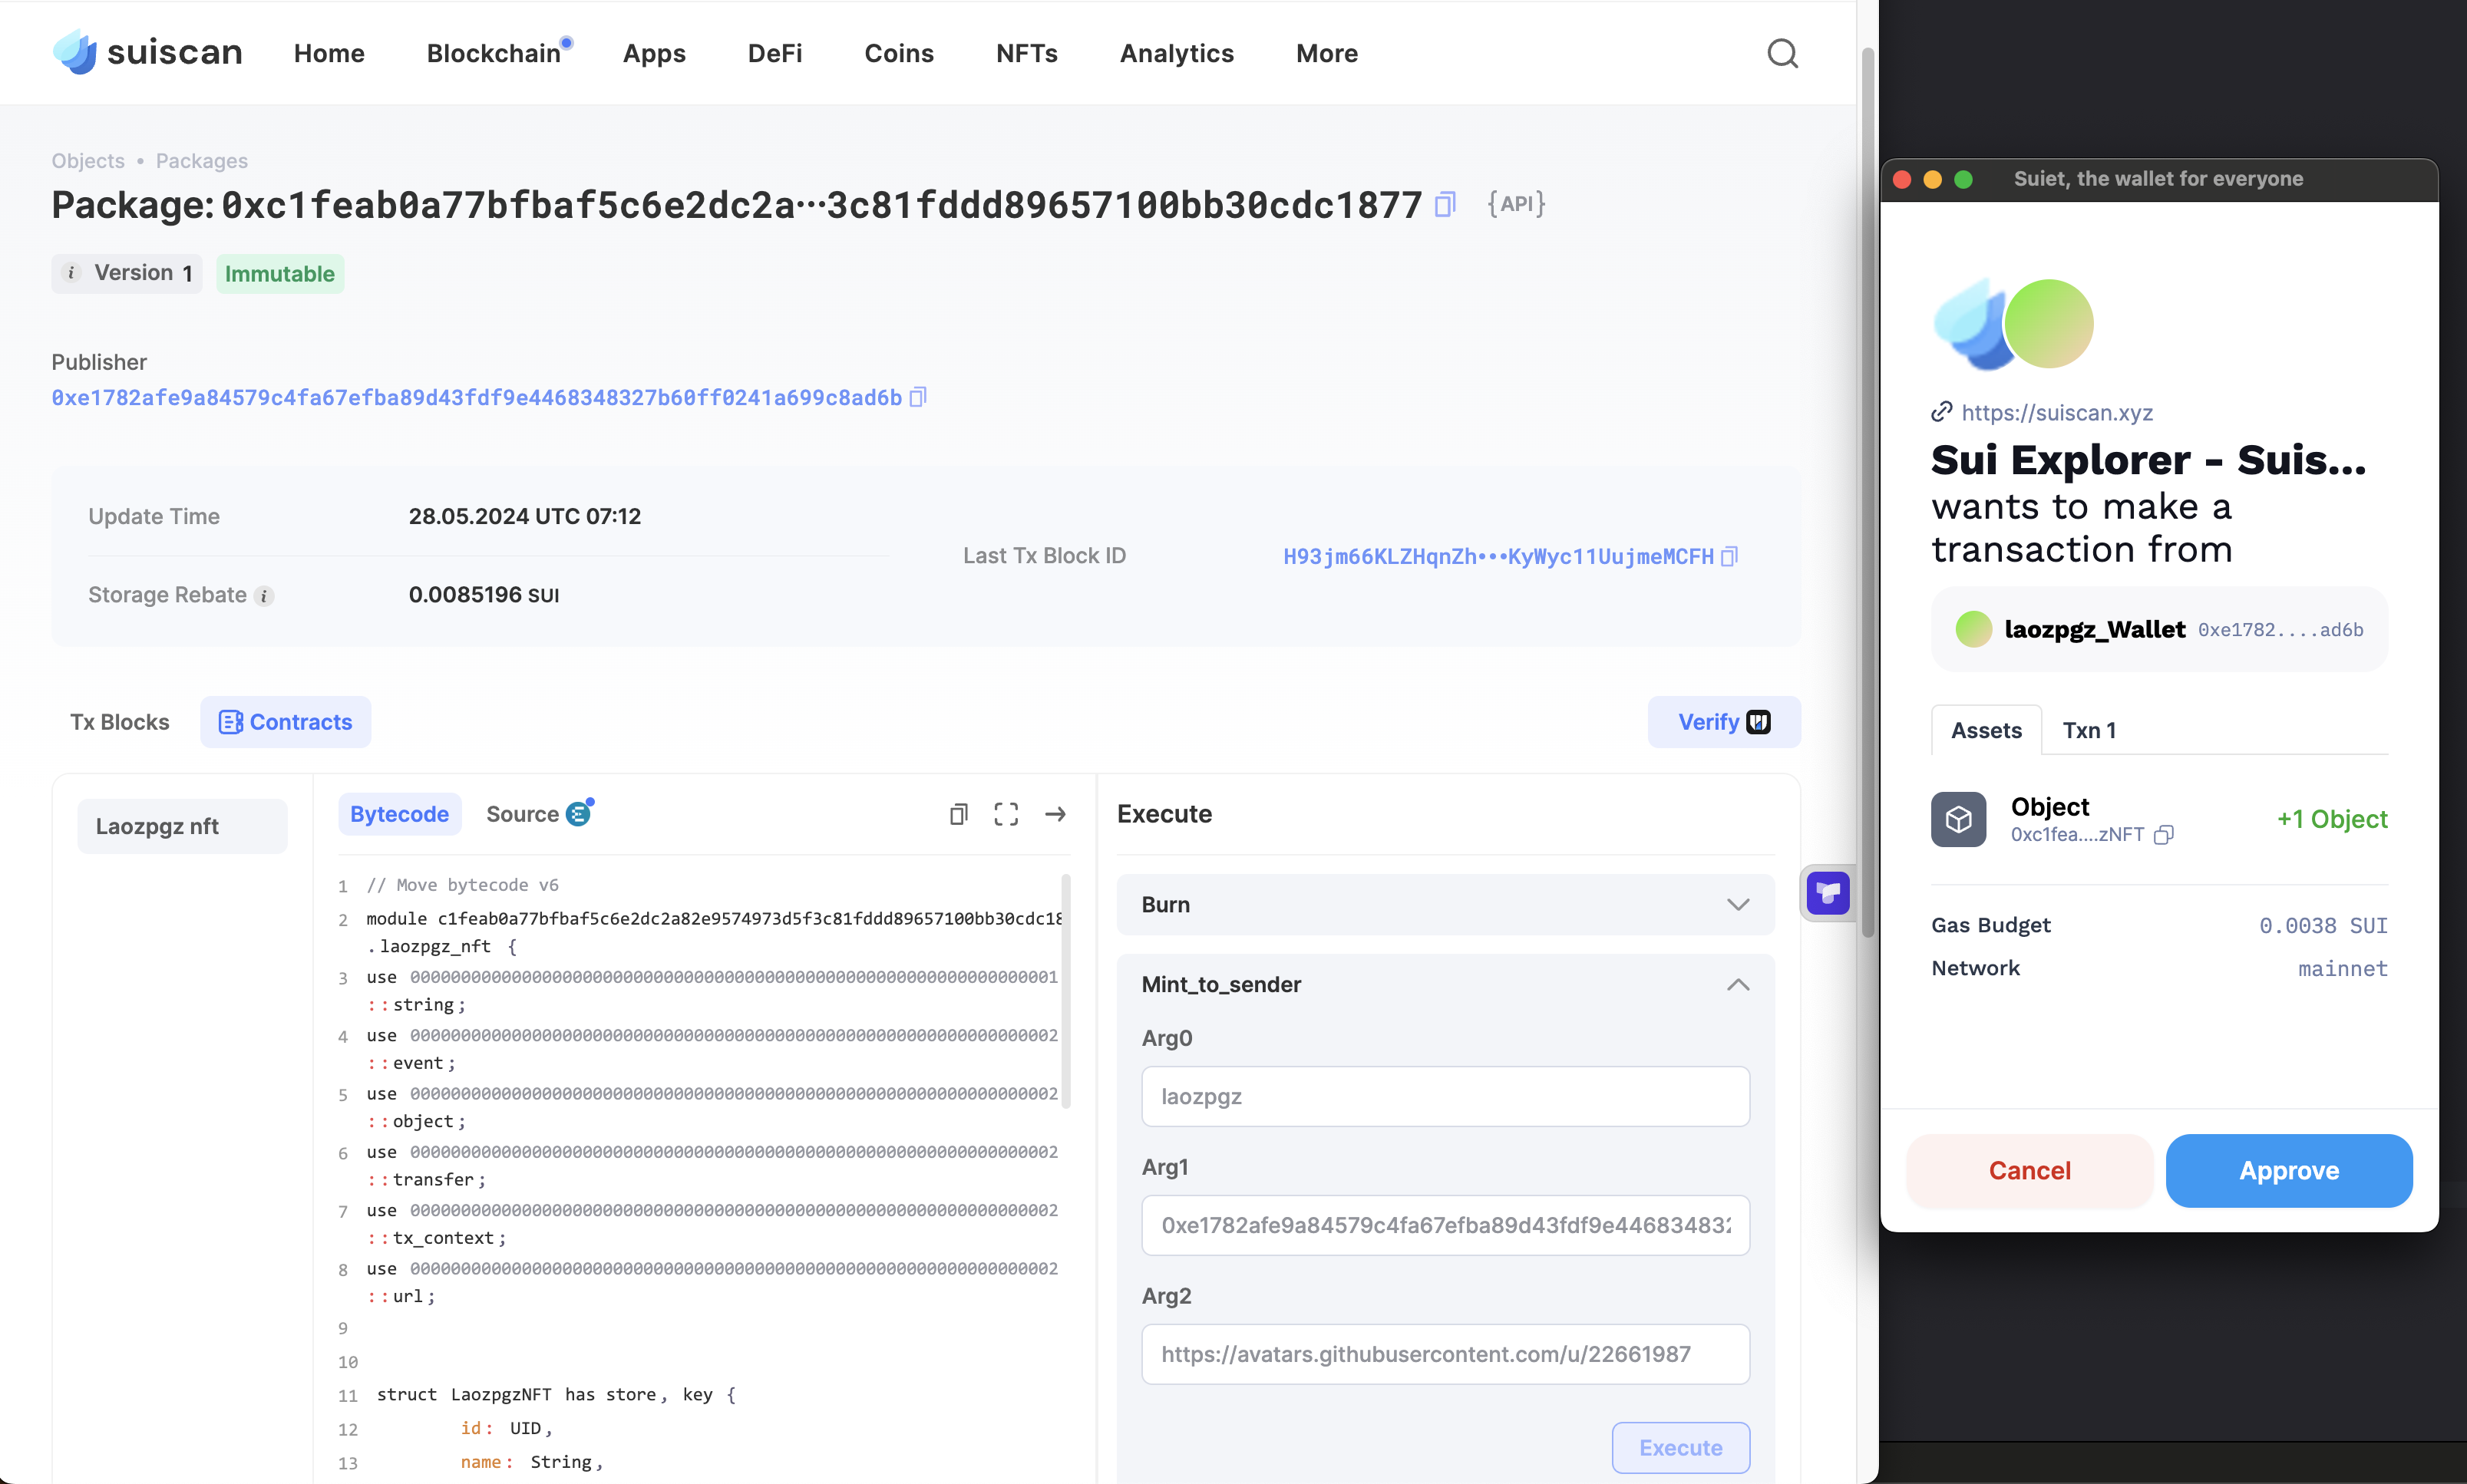 suiscan
Home
Blockchain
Apps
DeFi
Coins
NFTs
Analytics
More
Objects • Packages
Package: 0xc1feab0a77bfbaf5c6e2dc2a···3c81fddd89657100bb30cdc1877
{API}
i Version 1
Immutable
Publisher
0xe1782afe9a84579c4fa67efba89d43fdf9e4468348327b60ff0241a699c8ad6b
Update Time
28.05.2024 UTC 07:12
Storage Rebate i
0.0085196 SUI
Last Tx Block ID
H93jm66KLZHqnZh•••KyWyc11UujmeMCFH
Tx Blocks
Contracts
Verify
Laozpgz nft
Bytecode
Source
1 // Move bytecode v6
2 module c1feab0a77bfbaf5c6e2dc2a82e9574973d5f3c81fddd89657100bb30cdc18
.laozpgz_nft {
3 use 0000000000000000000000000000000000000000000000000000000000000001
::string;
4 use 0000000000000000000000000000000000000000000000000000000000000002
::event;
5 use 0000000000000000000000000000000000000000000000000000000000000002
::object;
6 use 0000000000000000000000000000000000000000000000000000000000000002
::transfer;
7 use 0000000000000000000000000000000000000000000000000000000000000002
::tx_context;
8 use 0000000000000000000000000000000000000000000000000000000000000002
::url;
9
10
11 struct LaozpgzNFT has store, key {
12 id: UID,
13 name: String,
Execute
Burn
Mint_to_sender
Arg0
laozpgz
Arg1
0xe1782afe9a84579c4fa67efba89d43fdf9e446834832
Arg2
https://avatars.githubusercontent.com/u/22661987
Execute
Suiet, the wallet for everyone
https://suiscan.xyz
Sui Explorer - Suis...
wants to make a
transaction from
laozpgz_Wallet 0xe1782....ad6b
Assets
Txn 1
Object
0xc1fea....zNFT
+1 Object
Gas Budget
0.0038 SUI
Network
mainnet
Cancel
Approve